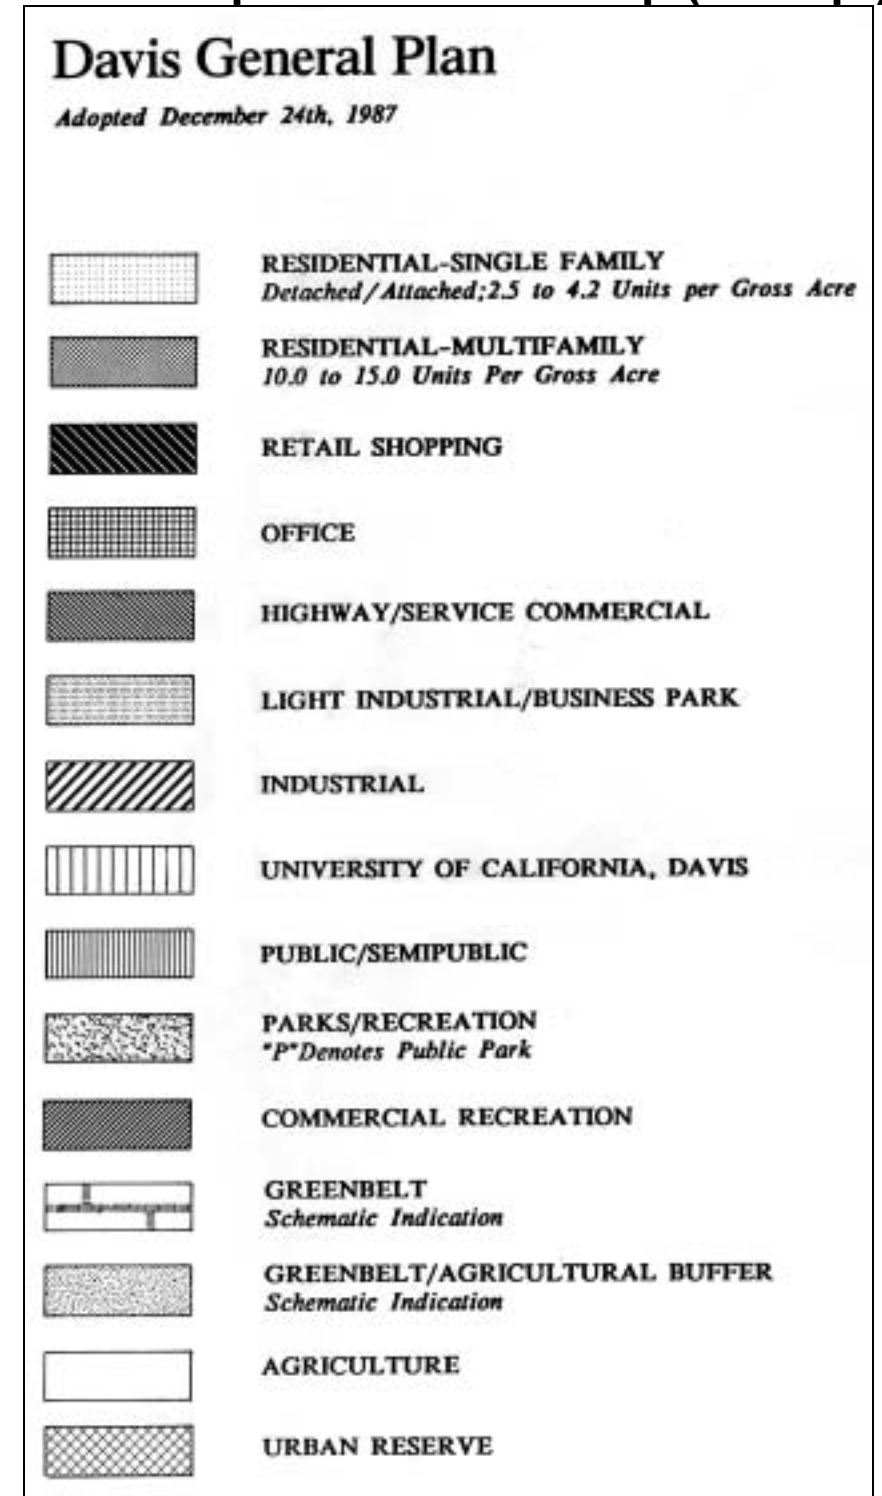 Davis General Plan
Adopted December 24th, 1987
RESIDENTIAL-SINGLE FAMILY
Detached/Attached;2.5 to 4.2 Units per Gross Acre
RESIDENTIAL-MULTIFAMILY
10.0 to 15.0 Units Per Gross Acre
RETAIL SHOPPING
OFFICE
HIGHWAY/SERVICE COMMERCIAL
LIGHT INDUSTRIAL/BUSINESS PARK
INDUSTRIAL
UNIVERSITY OF CALIFORNIA, DAVIS
PUBLIC/SEMIPUBLIC
PARKS/RECREATION
"P"Denotes Public Park
COMMERCIAL RECREATION
GREENBELT
Schematic Indication
GREENBELT/AGRICULTURAL BUFFER
Schematic Indication
AGRICULTURE
URBAN RESERVE